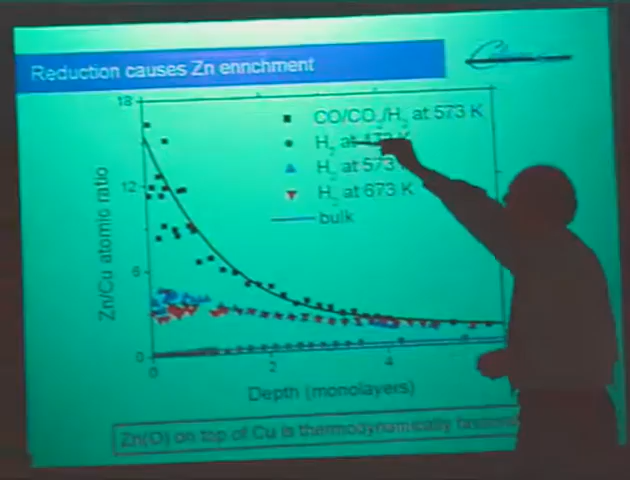 Reduction causes Zn enrichment
18
CO/CO2/H2 at 573 K
H2 at 473 K
12
H2 at 573
H2 at 673 K
bulk
Zn/Cu atomic ratio
6
0
0 2 4
Depth (monolayers)
Zn(O) on top of Cu is thermodynamically